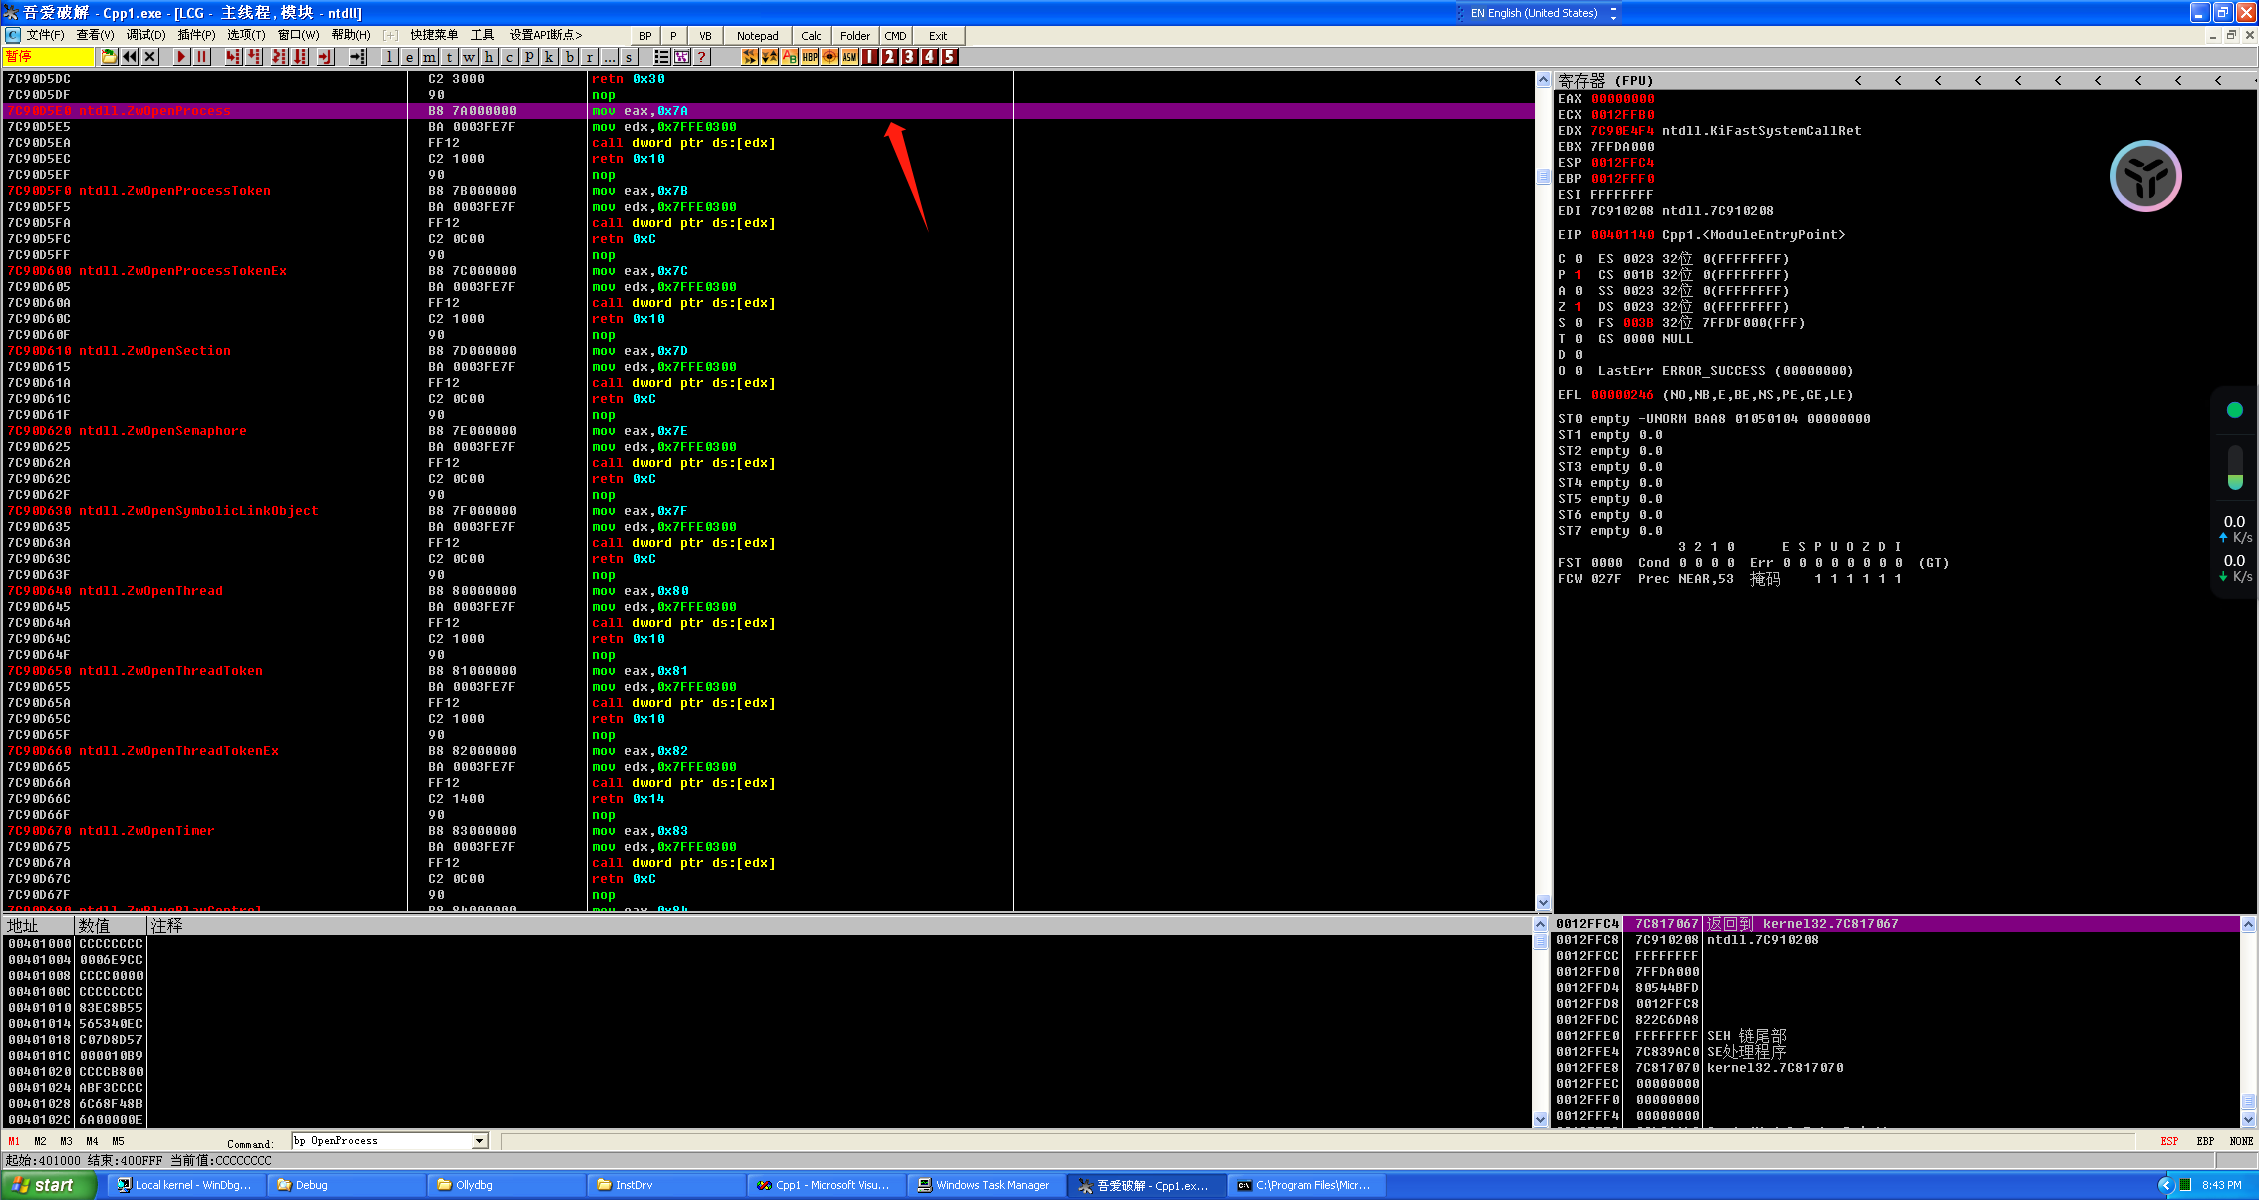 吾爱破解 - Cpp1.exe - [LCG - 主线程, 模块 - ntdll]
EN English (United States)
文件(F) 查看(V) 调试(D) 插件(P) 选项(T) 窗口(W) 帮助(H) [+] 快捷菜单 工具 设置API断点> BP P VB Notepad Calc Folder CMD Exit
暂停 l e m t w h c p k b r ... s ? HBP ASM 1 2 3 4 5
7C90D5DC C2 3000 retn 0x30
7C90D5DF 90 nop
7C90D5E0 ntdll.ZwOpenProcess B8 7A000000 mov eax,0x7A
7C90D5E5 BA 0003FE7F mov edx,0x7FFE0300
7C90D5EA FF12 call dword ptr ds:[edx]
7C90D5EC C2 1000 retn 0x10
7C90D5EF 90 nop
7C90D5F0 ntdll.ZwOpenProcessToken B8 7B000000 mov eax,0x7B
7C90D5F5 BA 0003FE7F mov edx,0x7FFE0300
7C90D5FA FF12 call dword ptr ds:[edx]
7C90D5FC C2 0C00 retn 0xC
7C90D5FF 90 nop
7C90D600 ntdll.ZwOpenProcessTokenEx B8 7C000000 mov eax,0x7C
7C90D605 BA 0003FE7F mov edx,0x7FFE0300
7C90D60A FF12 call dword ptr ds:[edx]
7C90D60C C2 1000 retn 0x10
7C90D60F 90 nop
7C90D610 ntdll.ZwOpenSection B8 7D000000 mov eax,0x7D
7C90D615 BA 0003FE7F mov edx,0x7FFE0300
7C90D61A FF12 call dword ptr ds:[edx]
7C90D61C C2 0C00 retn 0xC
7C90D61F 90 nop
7C90D620 ntdll.ZwOpenSemaphore B8 7E000000 mov eax,0x7E
7C90D625 BA 0003FE7F mov edx,0x7FFE0300
7C90D62A FF12 call dword ptr ds:[edx]
7C90D62C C2 0C00 retn 0xC
7C90D62F 90 nop
7C90D630 ntdll.ZwOpenSymbolicLinkObject B8 7F000000 mov eax,0x7F
7C90D635 BA 0003FE7F mov edx,0x7FFE0300
7C90D63A FF12 call dword ptr ds:[edx]
7C90D63C C2 0C00 retn 0xC
7C90D63F 90 nop
7C90D640 ntdll.ZwOpenThread B8 80000000 mov eax,0x80
7C90D645 BA 0003FE7F mov edx,0x7FFE0300
7C90D64A FF12 call dword ptr ds:[edx]
7C90D64C C2 1000 retn 0x10
7C90D64F 90 nop
7C90D650 ntdll.ZwOpenThreadToken B8 81000000 mov eax,0x81
7C90D655 BA 0003FE7F mov edx,0x7FFE0300
7C90D65A FF12 call dword ptr ds:[edx]
7C90D65C C2 1000 retn 0x10
7C90D65F 90 nop
7C90D660 ntdll.ZwOpenThreadTokenEx B8 82000000 mov eax,0x82
7C90D665 BA 0003FE7F mov edx,0x7FFE0300
7C90D66A FF12 call dword ptr ds:[edx]
7C90D66C C2 1400 retn 0x14
7C90D66F 90 nop
7C90D670 ntdll.ZwOpenTimer B8 83000000 mov eax,0x83
7C90D675 BA 0003FE7F mov edx,0x7FFE0300
7C90D67A FF12 call dword ptr ds:[edx]
7C90D67C C2 0C00 retn 0xC
7C90D67F 90 nop
7C90D680 ntdll.ZwPlugPlayControl B8 84000000 mov eax,0x84
寄存器 (FPU) < < < < < < < < < <
EAX 00000000
ECX 0012FFB0
EDX 7C90E4F4 ntdll.KiFastSystemCallRet
EBX 7FFDA000
ESP 0012FFC4
EBP 0012FFF0
ESI FFFFFFFF
EDI 7C910208 ntdll.7C910208
EIP 00401140 Cpp1.<ModuleEntryPoint>
C 0 ES 0023 32位 0(FFFFFFFF)
P 1 CS 001B 32位 0(FFFFFFFF)
A 0 SS 0023 32位 0(FFFFFFFF)
Z 1 DS 0023 32位 0(FFFFFFFF)
S 0 FS 003B 32位 7FFDF000(FFF)
T 0 GS 0000 NULL
D 0
O 0 LastErr ERROR_SUCCESS (00000000)
EFL 00000246 (NO,NB,E,BE,NS,PE,GE,LE)
ST0 empty -UNORM BAA8 01050104 00000000
ST1 empty 0.0
ST2 empty 0.0
ST3 empty 0.0
ST4 empty 0.0
ST5 empty 0.0
ST6 empty 0.0
ST7 empty 0.0
3 2 1 0 E S P U O Z D I
FST 0000 Cond 0 0 0 0 Err 0 0 0 0 0 0 0 0 (GT)
FCW 027F Prec NEAR,53 掩码 1 1 1 1 1 1
0.0
K/s
0.0
K/s
地址 数值 注释
00401000 CCCCCCCC
00401004 0006E9CC
00401008 CCCC0000
0040100C CCCCCCCC
00401010 83EC8B55
00401014 565340EC
00401018 C07D8D57
0040101C 000010B9
00401020 CCCCB800
00401024 ABF3CCCC
00401028 6C68F48B
0040102C 6A00000E
0012FFC4 7C817067 返回到 kernel32.7C817067
0012FFC8 7C910208 ntdll.7C910208
0012FFCC FFFFFFFF
0012FFD0 7FFDA000
0012FFD4 80544BFD
0012FFD8 0012FFC8
0012FFDC 822C6DA8
0012FFE0 FFFFFFFF SEH 链尾部
0012FFE4 7C839AC0 SE处理程序
0012FFE8 7C817070 kernel32.7C817070
0012FFEC 00000000
0012FFF0 00000000
0012FFF4 00000000
M1 M2 M3 M4 M5 Command: bp OpenProcess ESP EBP NONE
起始:401000 结束:400FFF 当前值:CCCCCCCC
start Local kernel - WinDbg... Debug Ollydbg InstDrv Cpp1 - Microsoft Visu... Windows Task Manager 吾爱破解 - Cpp1.ex... C:\Program Files\Micr... 8:43 PM